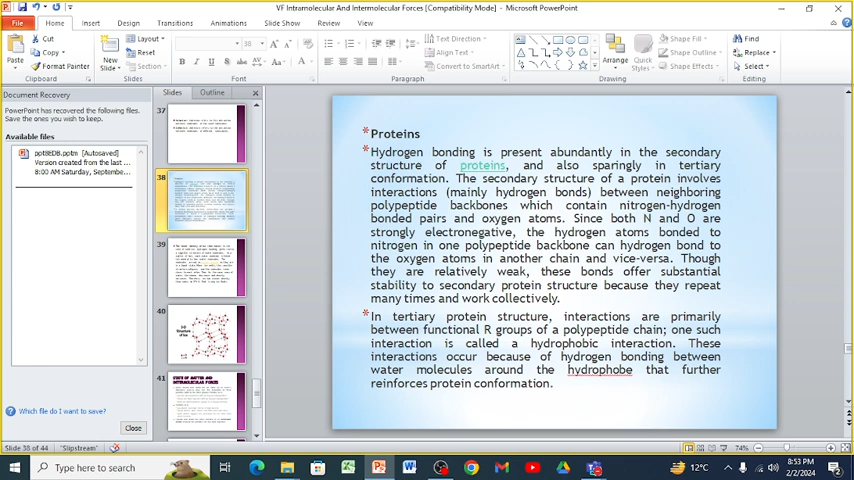 VF Intramolecular And Intermolecular Forces [Compatibility Mode] - Microsoft PowerPoint
File Home Insert Design Transitions Animations Slide Show Review View
Cut
Copy
Format Painter
Paste
Clipboard
New
Slide
Layout
Reset
Section
Slides
38
Font
Text Direction
Align Text
Convert to SmartArt
Paragraph
Arrange
Quick
Styles
Shape Fill
Shape Outline
Shape Effects
Drawing
Find
Replace
Select
Editing
Document Recovery
PowerPoint has recovered the following files.
Save the ones you wish to keep.
Available files
ppt8EDB.pptm [Autosaved]
Version created from the last ...
8:00 AM Saturday, Septembe...
Which file do I want to save?
Close
Slides Outline
37
38
39
40
3-D
Structure
of Ice
41
STATE OF MATTER AND
INTERMOLECULAR FORCES
* Proteins
* Hydrogen bonding is present abundantly in the secondary
structure of proteins, and also sparingly in tertiary
conformation. The secondary structure of a protein involves
interactions (mainly hydrogen bonds) between neighboring
polypeptide backbones which contain nitrogen-hydrogen
bonded pairs and oxygen atoms. Since both N and O are
strongly electronegative, the hydrogen atoms bonded to
nitrogen in one polypeptide backbone can hydrogen bond to
the oxygen atoms in another chain and vice-versa. Though
they are relatively weak, these bonds offer substantial
stability to secondary protein structure because they repeat
many times and work collectively.
* In tertiary protein structure, interactions are primarily
between functional R groups of a polypeptide chain; one such
interaction is called a hydrophobic interaction. These
interactions occur because of hydrogen bonding between
water molecules around the hydrophobe that further
reinforces protein conformation.
Slide 38 of 44 "Slipstream" 74%
Type here to search
12°C
8:53 PM
2/2/2024